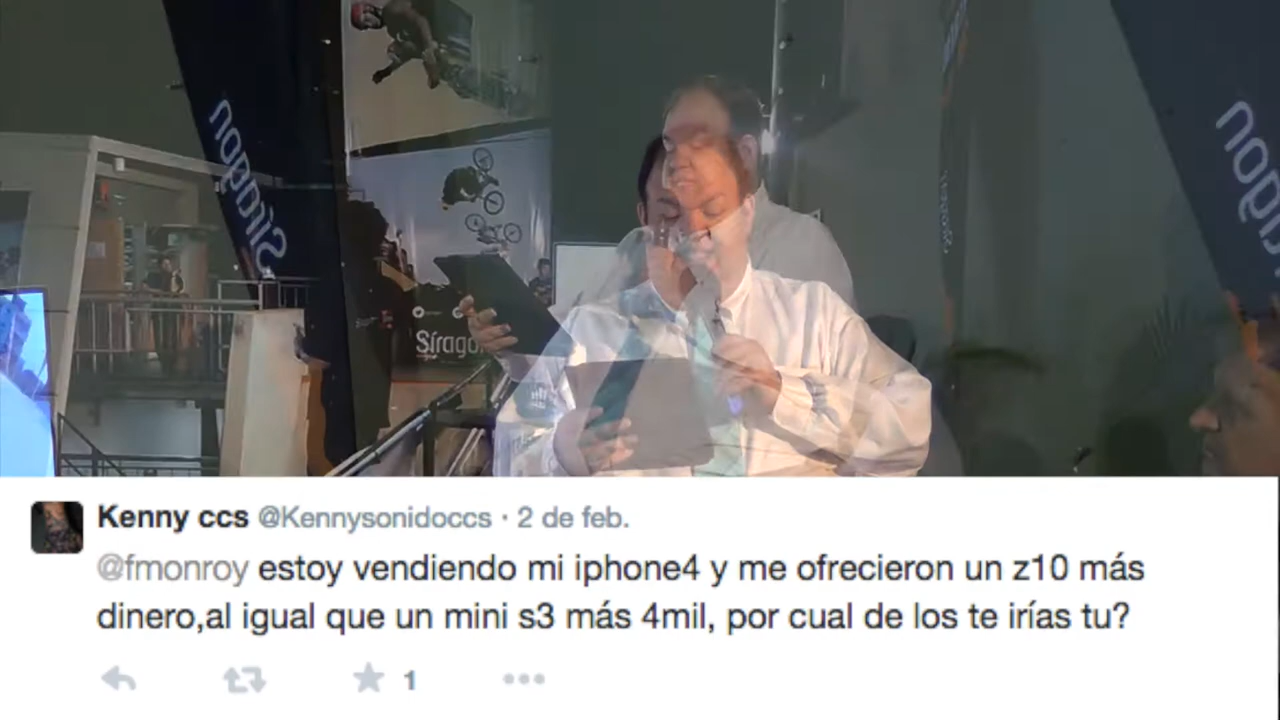 Síragon
Síragon
Sírago
Kenny ccs @Kennysonidoccs · 2 de feb.
@fmonroy estoy vendiendo mi iphone4 y me ofrecieron un z10 más
dinero,al igual que un mini s3 más 4mil, por cual de los te irías tu?
1